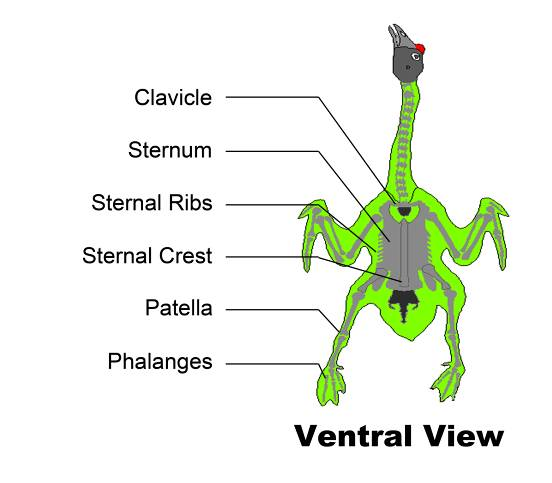 Clavicle
Sternum
Sternal Ribs
Sternal Crest
Patella
Phalanges
Ventral View